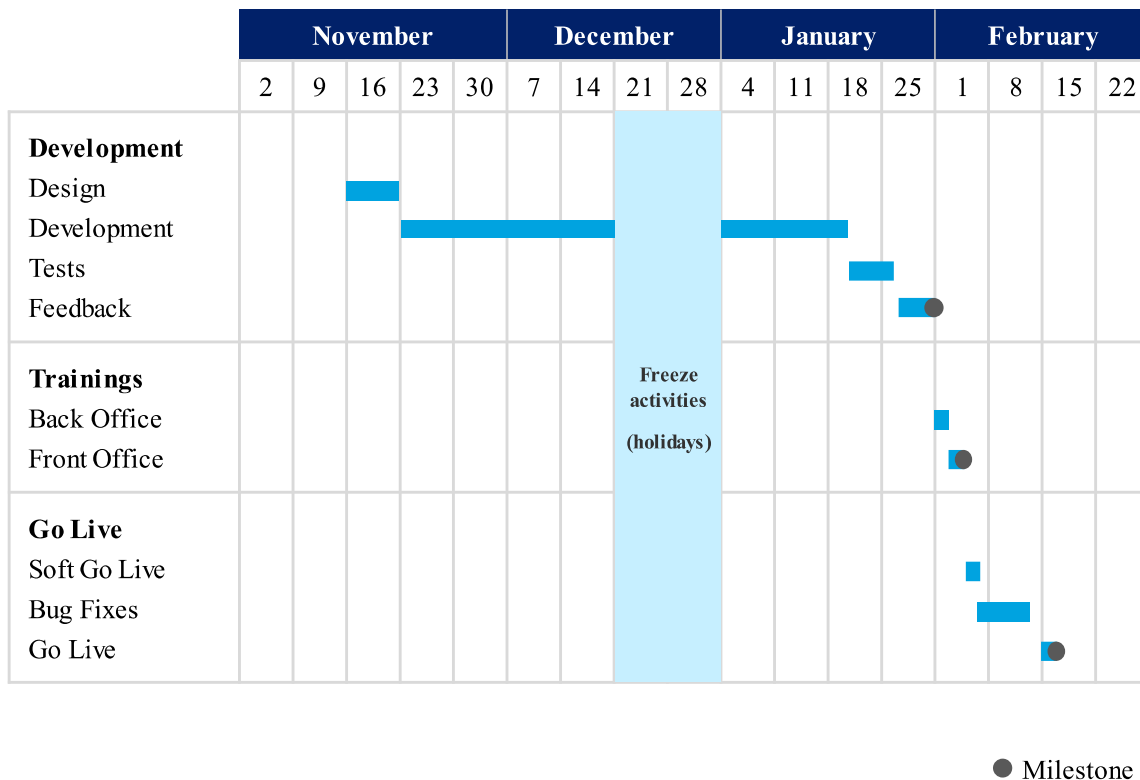 November December January February
2 9 16 23 30 7 14 21 28 4 11 18 25 1 8 15 22
Development
Design
Development
Tests
Feedback
Trainings
Back Office
Front Office
Freeze
activities
(holidays)
Go Live
Soft Go Live
Bug Fixes
Go Live
Milestone